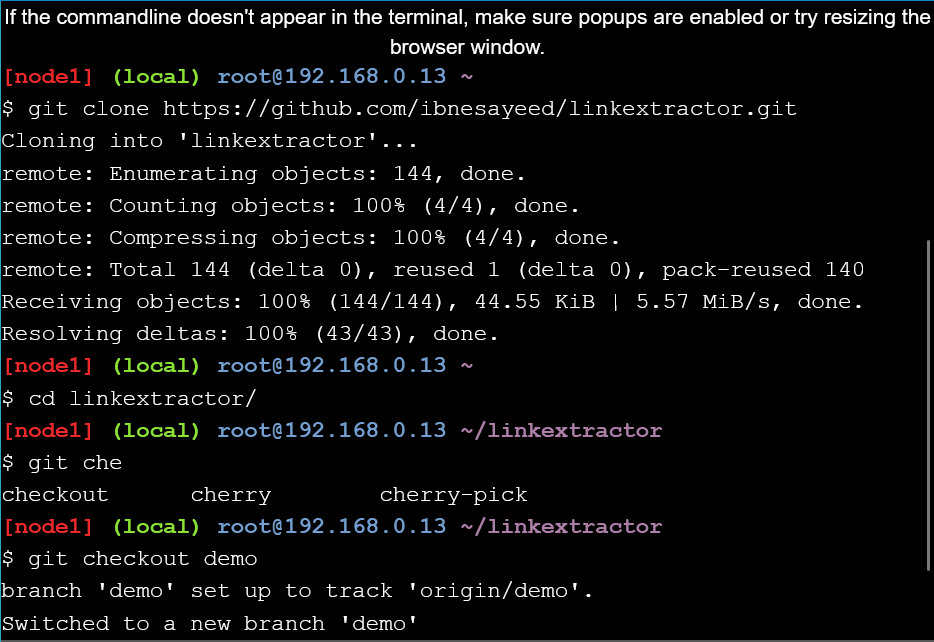 If the commandline doesn't appear in the terminal, make sure popups are enabled or try resizing the
browser window.
[node1] (local) root@192.168.0.13 ~
$ git clone https://github.com/ibnesayeed/linkextractor.git
Cloning into 'linkextractor'...
remote: Enumerating objects: 144, done.
remote: Counting objects: 100% (4/4), done.
remote: Compressing objects: 100% (4/4), done.
remote: Total 144 (delta 0), reused 1 (delta 0), pack-reused 140
Receiving objects: 100% (144/144), 44.55 KiB | 5.57 MiB/s, done.
Resolving deltas: 100% (43/43), done.
[node1] (local) root@192.168.0.13 ~
$ cd linkextractor/
[node1] (local) root@192.168.0.13 ~/linkextractor
$ git che
checkout      cherry        cherry-pick
[node1] (local) root@192.168.0.13 ~/linkextractor
$ git checkout demo
branch 'demo' set up to track 'origin/demo'.
Switched to a new branch 'demo'